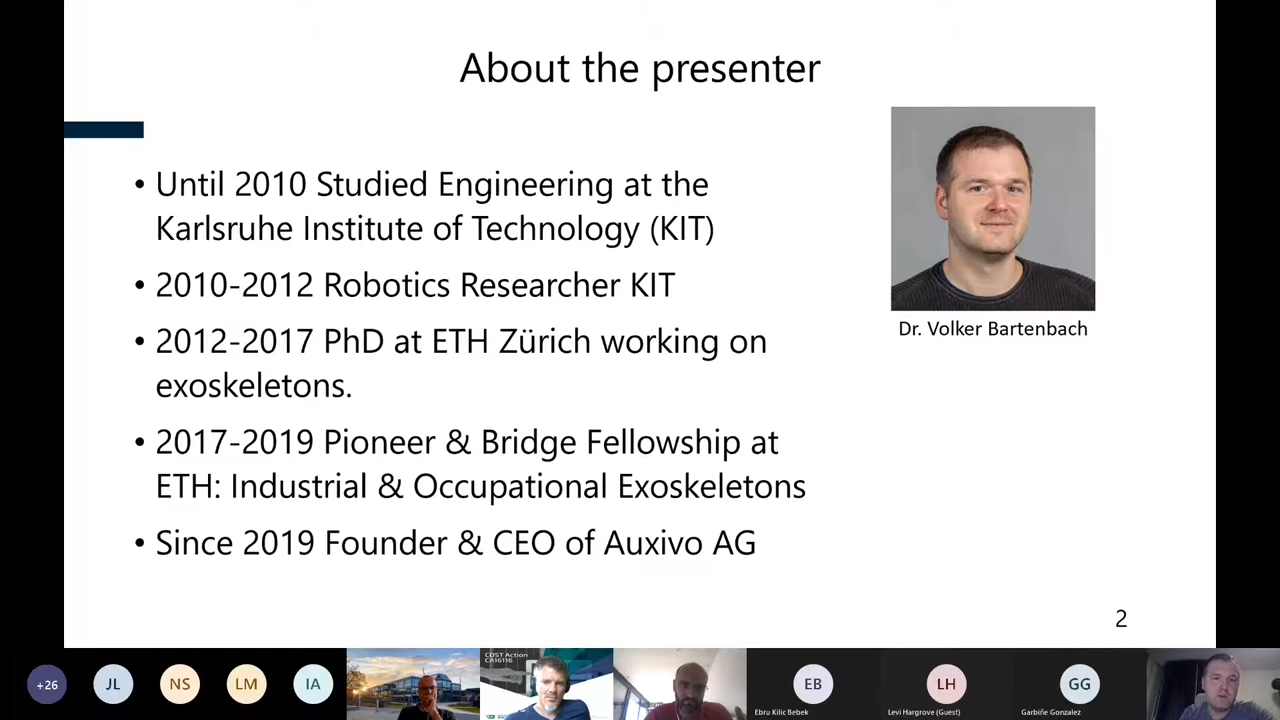 About the presenter
• Until 2010 Studied Engineering at the
Karlsruhe Institute of Technology (KIT)
• 2010-2012 Robotics Researcher KIT
• 2012-2017 PhD at ETH Zürich working on
exoskeletons.
• 2017-2019 Pioneer & Bridge Fellowship at
ETH: Industrial & Occupational Exoskeletons
• Since 2019 Founder & CEO of Auxivo AG
Dr. Volker Bartenbach
2
+26
JL
NS
LM
IA
COST Action
CA16116
EB
Ebru Kilic Bebek
LH
Levi Hargrove (Guest)
GG
Garbiñe Gonzalez